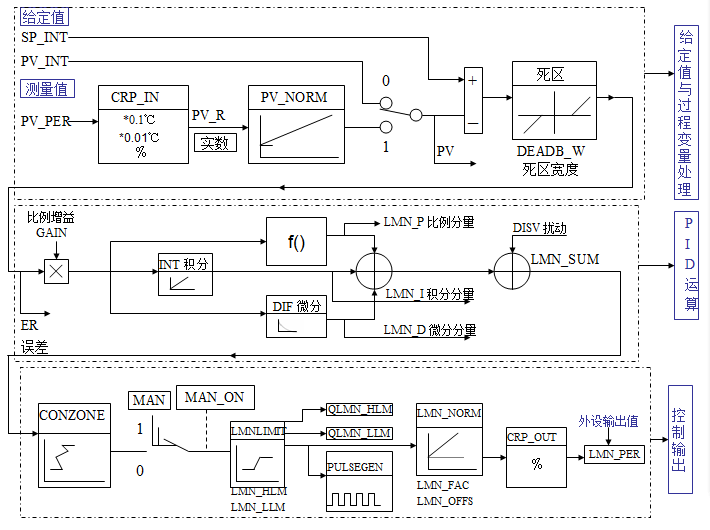 给定值
SP_INT
PV_INT
测量值
PV_PER
CRP_IN
*0.1℃
*0.01℃
%
PV_R
实数
PV_NORM
0
1
PV
+
−
死区
DEADB_W
死区宽度
给定值与过程变量处理
比例增益
GAIN
ER
误差
INT 积分
f()
DIF 微分
LMN_P 比例分量
LMN_I 积分分量
LMN_D 微分分量
DISV 扰动
LMN_SUM
PID运算
CONZONE
MAN
1
0
MAN_ON
LMNLIMIT
LMN_HLM
LMN_LLM
QLMN_HLM
QLMN_LLM
PULSEGEN
LMN_NORM
LMN_FAC
LMN_OFFS
CRP_OUT
%
外设输出值
LMN_PER
控制输出